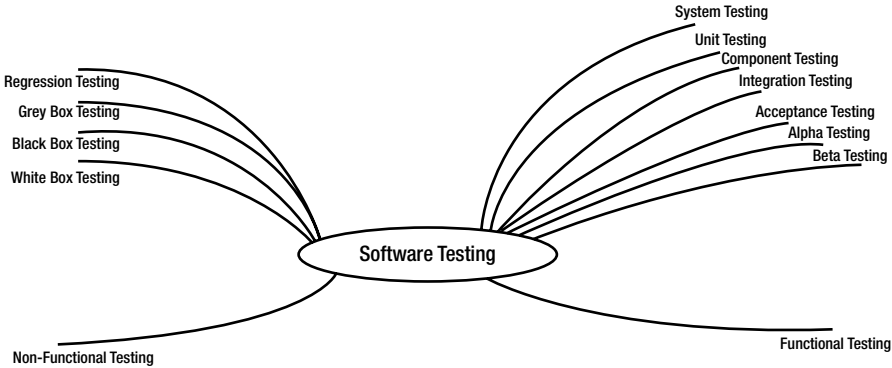 System Testing
Unit Testing
Component Testing
Integration Testing
Acceptance Testing
Alpha Testing
Beta Testing
Regression Testing
Grey Box Testing
Black Box Testing
White Box Testing
Software Testing
Non-Functional Testing
Functional Testing